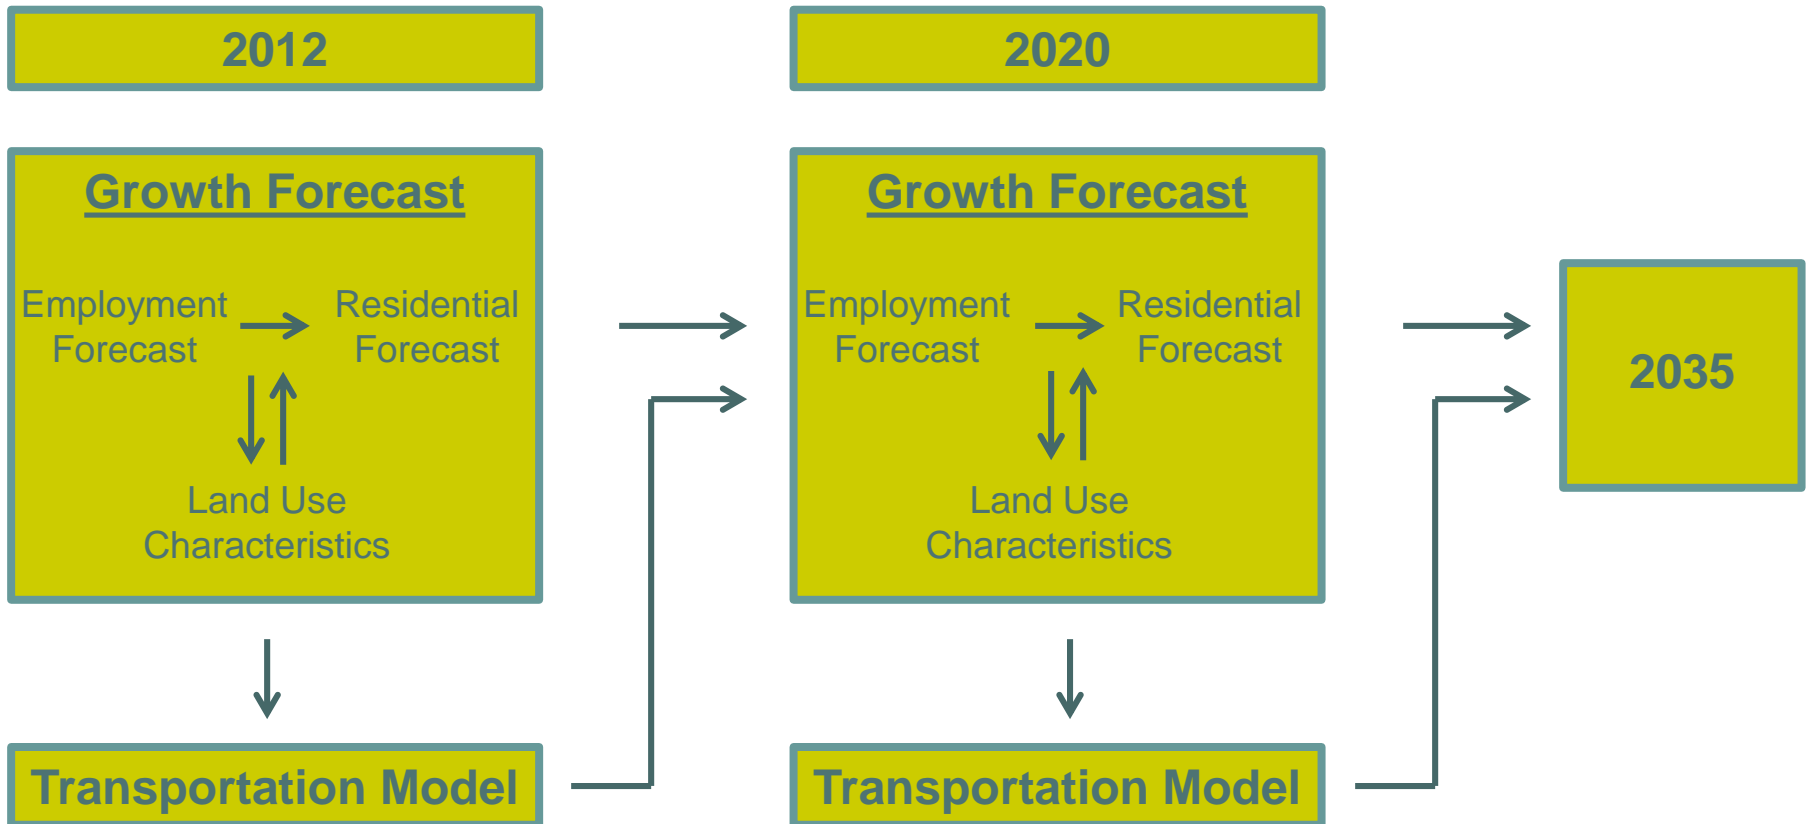 2012
2020
Growth Forecast
Employment
Forecast
Residential
Forecast
Land Use
Characteristics
Transportation Model
Growth Forecast
Employment
Forecast
Residential
Forecast
Land Use
Characteristics
Transportation Model
2035